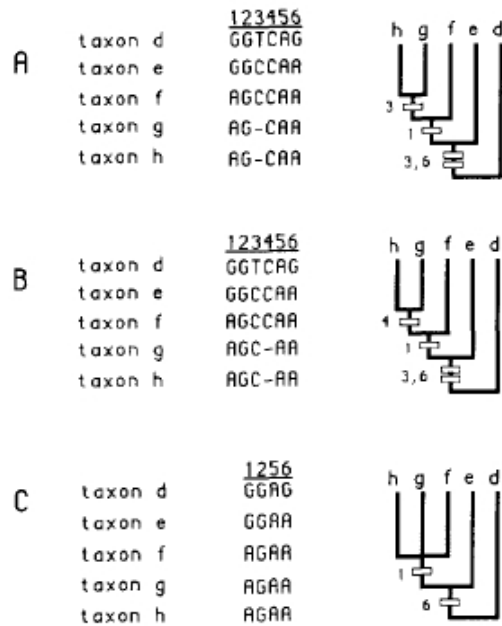 123456
A
taxon d GGTCAG
taxon e GGCCAA
taxon f AGCCAA
taxon g AG-CAA
taxon h AG-CAA
h g f e d
3
1
3,6
123456
B
taxon d GGTCAG
taxon e GGCCAA
taxon f AGCCAA
taxon g AGC-AA
taxon h AGC-AA
h g f e d
4
1
3,6
1256
C
taxon d GGAG
taxon e GGAA
taxon f AGAA
taxon g AGAA
taxon h AGAA
h g f e d
1
6